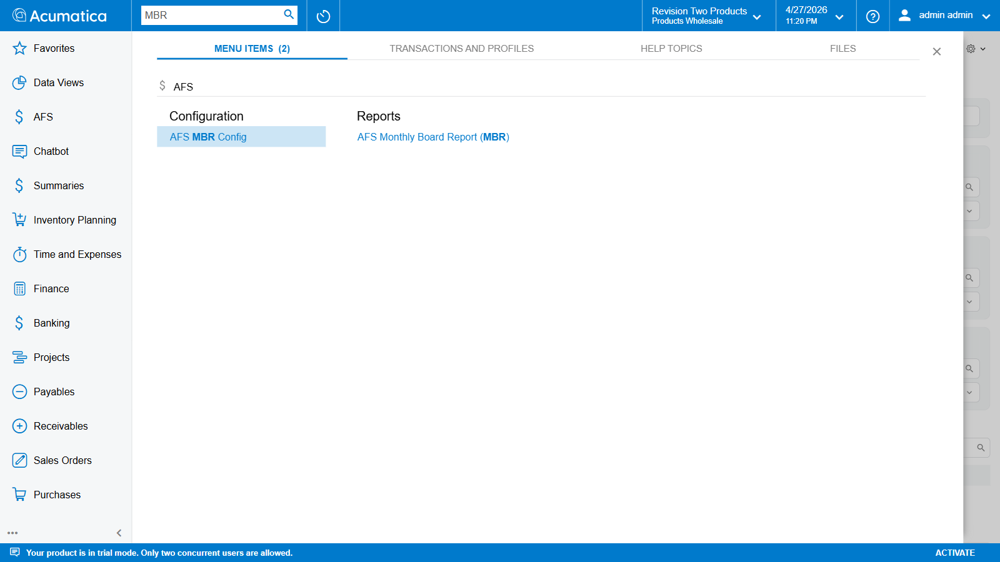 Acumatica
MBR
Revision Two Products
Products Wholesale
4/27/2026
11:20 PM
admin admin
Favorites
Data Views
AFS
Chatbot
Summaries
Inventory Planning
Time and Expenses
Finance
Banking
Projects
Payables
Receivables
Sales Orders
Purchases
MENU ITEMS (2)
TRANSACTIONS AND PROFILES
HELP TOPICS
FILES
AFS
Configuration
AFS MBR Config
Reports
AFS Monthly Board Report (MBR)
Your product is in trial mode. Only two concurrent users are allowed.
ACTIVATE